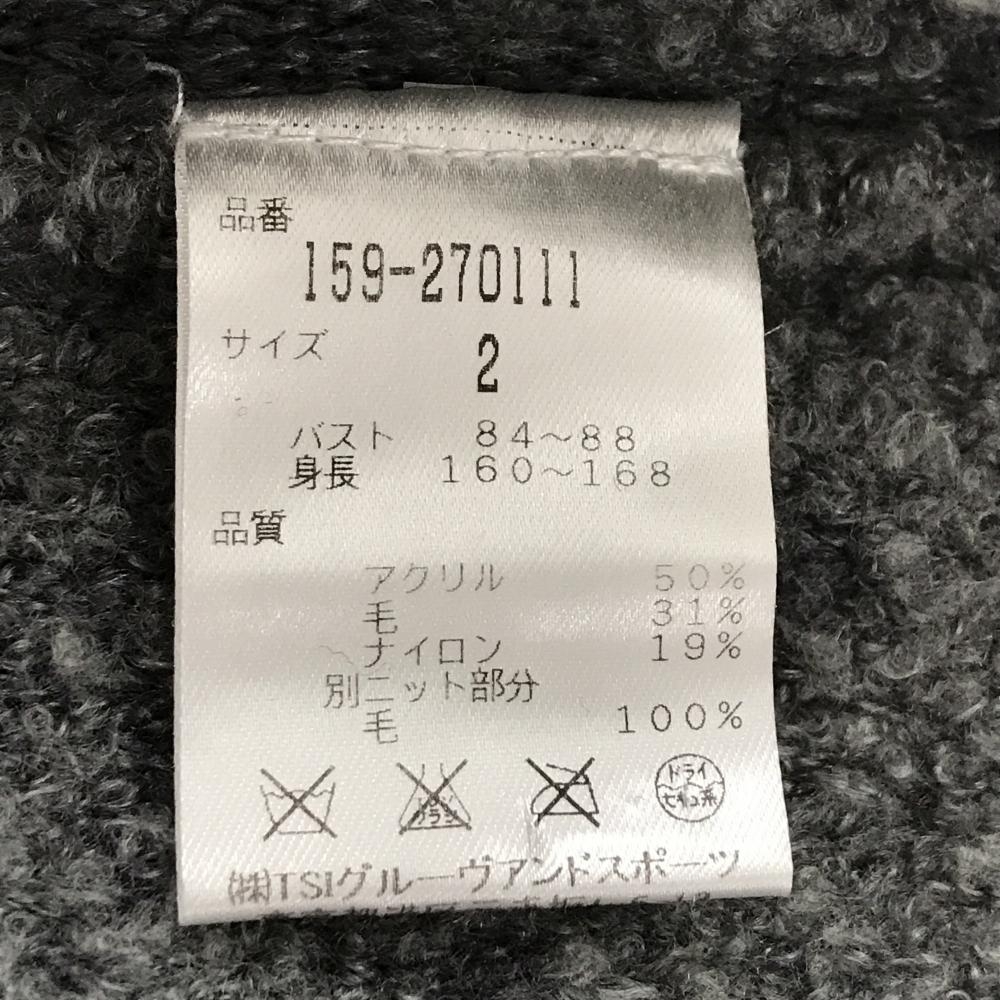 品番
159-270111
サイズ 2
バスト 84～88
身長 160～168
品質
アクリル 50%
毛 31%
ナイロン 19%
別ニット部分
毛 100%
ドライ
セキユ系
㈱TSIグルーヴアンドスポーツ